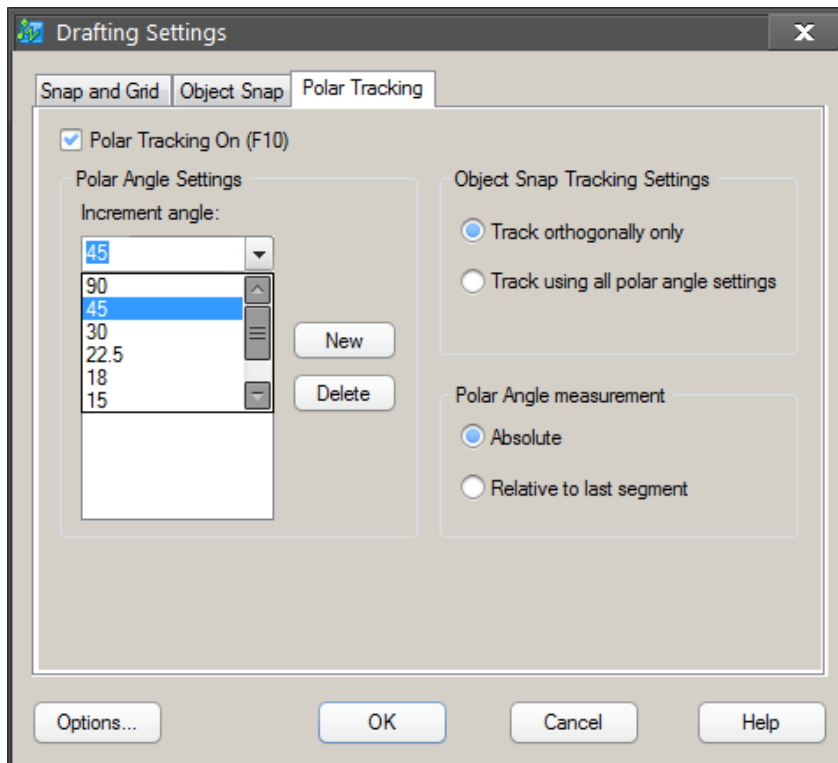 Drafting Settings
Snap and Grid
Object Snap
Polar Tracking
Polar Tracking On (F10)
Polar Angle Settings
Increment angle:
45
90
45
30
22.5
18
15
New
Delete
Object Snap Tracking Settings
Track orthogonally only
Track using all polar angle settings
Polar Angle measurement
Absolute
Relative to last segment
Options...
OK
Cancel
Help